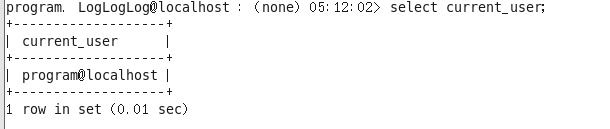 program. LogLogLog@localhost : (none) 05:12:02> select current_user;
+-------------------+
| current_user      |
+-------------------+
| program@localhost |
+-------------------+
1 row in set (0.01 sec)